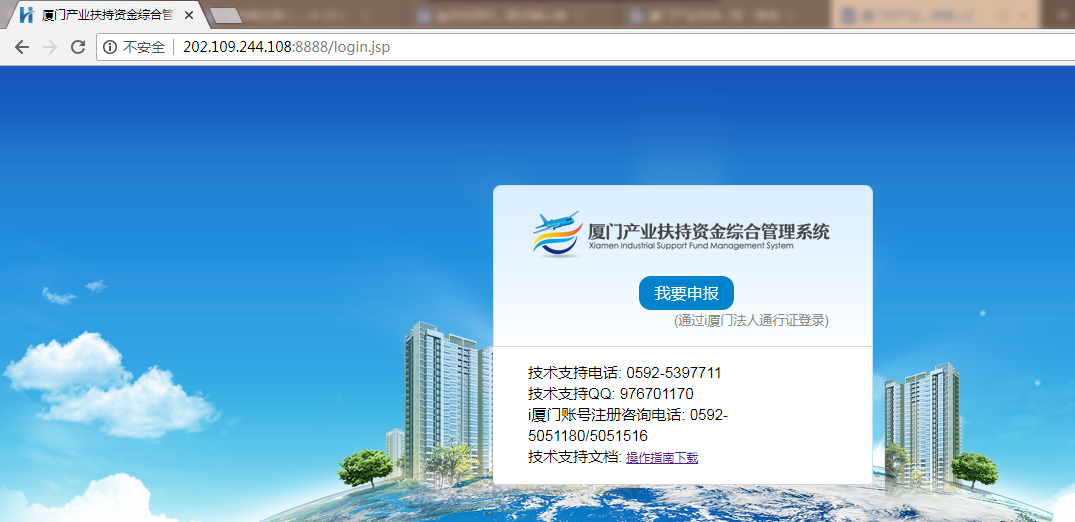 厦门产业扶持资金综合管
不安全
202.109.244.108:8888/login.jsp
厦门产业扶持资金综合管理系统
Xiamen Industrial Support Fund Management System
我要申报
(通过i厦门法人通行证登录)
技术支持电话: 0592-5397711
技术支持QQ: 976701170
i厦门账号注册咨询电话: 0592-
5051180/5051516
技术支持文档: 操作指南下载